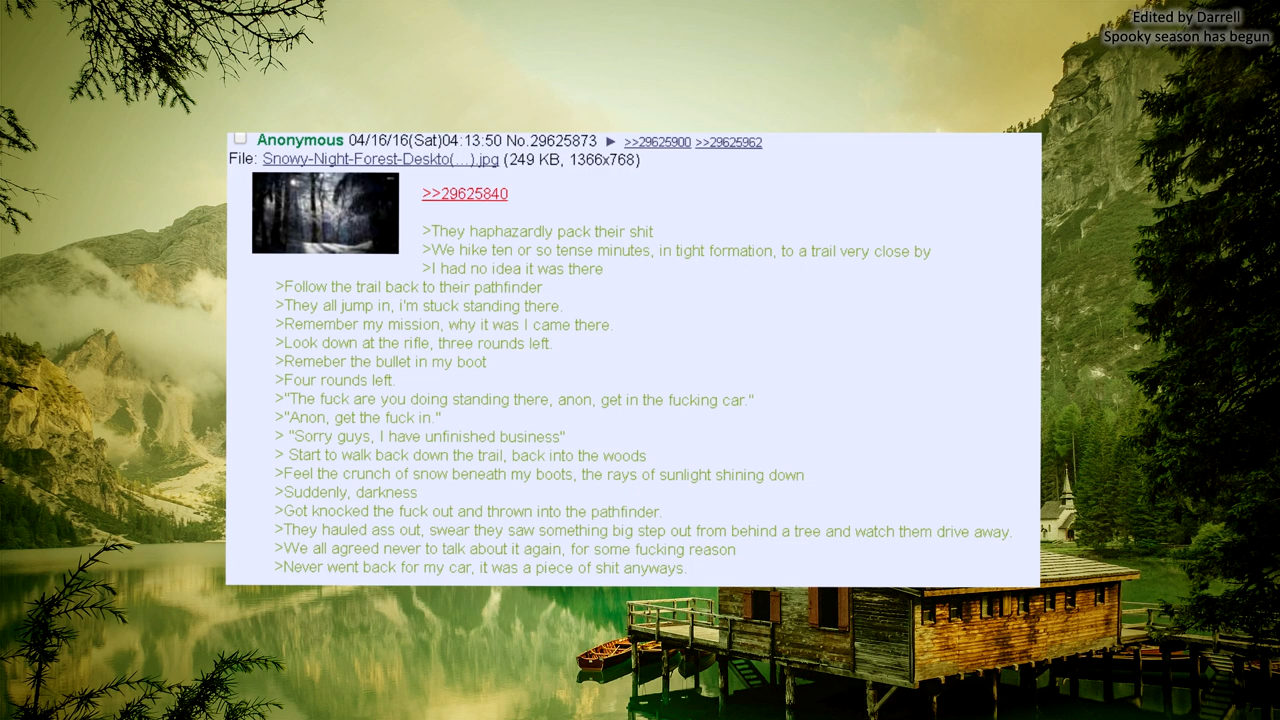 Edited by Darrell
Spooky season has begun
Anonymous 04/16/16(Sat)04:13:50 No.29625873 ▶ >>29625900 >>29625962
File: Snowy-Night-Forest-Deskto(...).jpg (249 KB, 1366x768)
>>29625840
>They haphazardly pack their shit
>We hike ten or so tense minutes, in tight formation, to a trail very close by
>I had no idea it was there
>Follow the trail back to their pathfinder
>They all jump in, i'm stuck standing there.
>Remember my mission, why it was I came there.
>Look down at the rifle, three rounds left.
>Remeber the bullet in my boot
>Four rounds left.
>"The fuck are you doing standing there, anon, get in the fucking car."
>"Anon, get the fuck in."
> "Sorry guys, I have unfinished business"
> Start to walk back down the trail, back into the woods
>Feel the crunch of snow beneath my boots, the rays of sunlight shining down
>Suddenly, darkness
>Got knocked the fuck out and thrown into the pathfinder.
>They hauled ass out, swear they saw something big step out from behind a tree and watch them drive away.
>We all agreed never to talk about it again, for some fucking reason
>Never went back for my car, it was a piece of shit anyways.